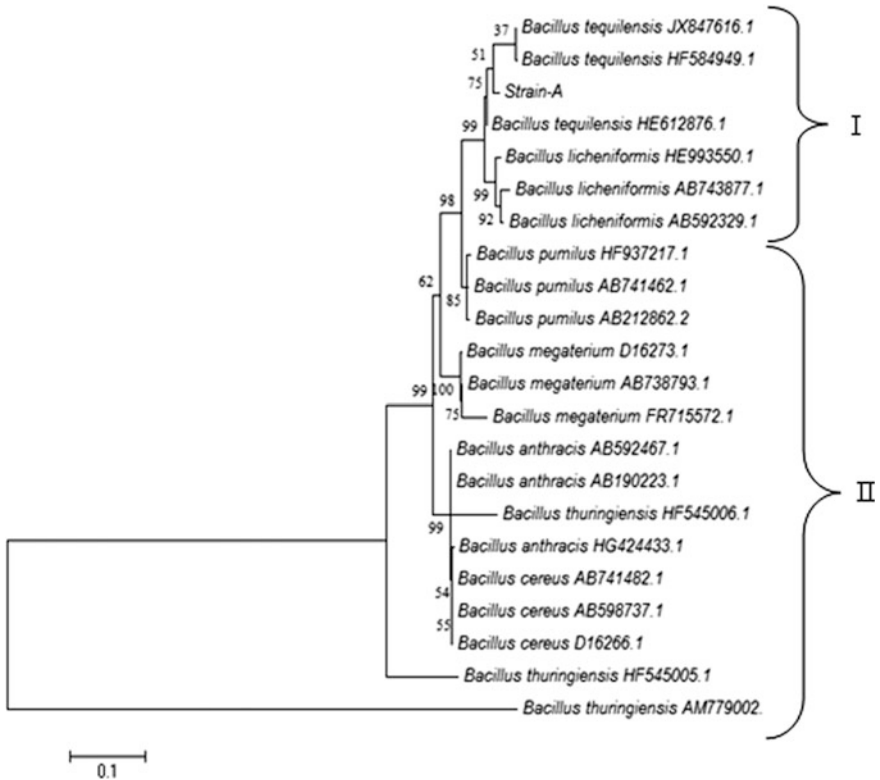 37
Bacillus tequilensis JX847616.1
51
Bacillus tequilensis HF584949.1
75
Strain-A
99
Bacillus tequilensis HE612876.1
I
Bacillus licheniformis HE993550.1
99
Bacillus licheniformis AB743877.1
98
92
Bacillus licheniformis AB592329.1
Bacillus pumilus HF937217.1
62
Bacillus pumilus AB741462.1
85
Bacillus pumilus AB212862.2
Bacillus megaterium D16273.1
99 100
Bacillus megaterium AB738793.1
75
Bacillus megaterium FR715572.1
Bacillus anthracis AB592467.1
Bacillus anthracis AB190223.1
II
Bacillus thuringiensis HF545006.1
99
Bacillus anthracis HG424433.1
Bacillus cereus AB741482.1
54
Bacillus cereus AB598737.1
55
Bacillus cereus D16266.1
Bacillus thuringiensis HF545005.1
Bacillus thuringiensis AM779002.
0.1